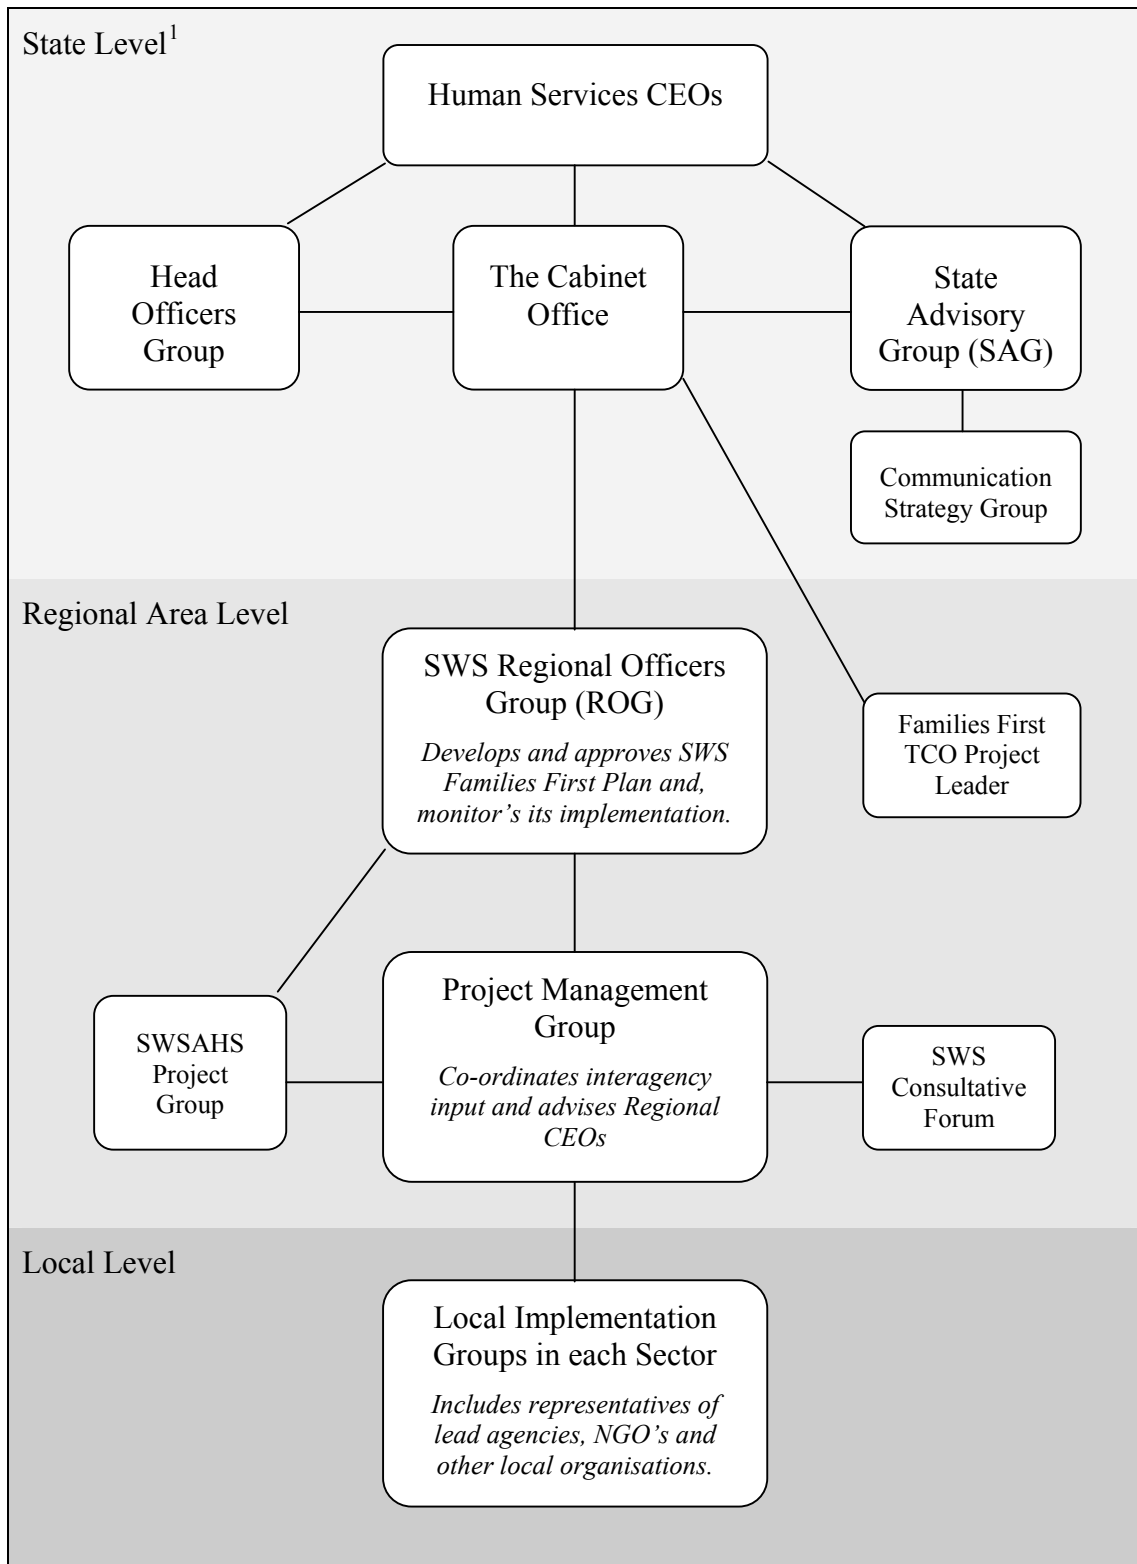 State Level1
Human Services CEOs
Head
Officers
Group
The Cabinet
Office
State
Advisory
Group (SAG)
Communication
Strategy Group
Regional Area Level
SWS Regional Officers
Group (ROG)
Develops and approves SWS
Families First Plan and,
monitor’s its implementation.
Families First
TCO Project
Leader
SWSAHS
Project
Group
Project Management
Group
Co-ordinates interagency
input and advises Regional
CEOs
SWS
Consultative
Forum
Local Level
Local Implementation
Groups in each Sector
Includes representatives of
lead agencies, NGO’s and
other local organisations.